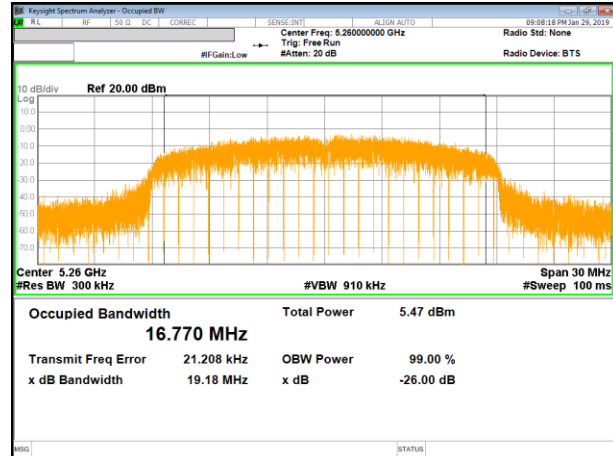 Keysight Spectrum Analyzer - Occupied BW
RL RF 50 Ω DC CORREC SENSE:INT ALIGN AUTO 09:08:18 PM Jan 29, 2019
Center Freq: 5.260000000 GHz Radio Std: None
Trig: Free Run
#IFGain:Low #Atten: 20 dB Radio Device: BTS
10 dB/div Ref 20.00 dBm
Log
10.0
0.00
-10.0
-20.0
-30.0
-40.0
-50.0
-60.0
-70.0
Center 5.26 GHz Span 30 MHz
#Res BW 300 kHz #VBW 910 kHz #Sweep 100 ms
Occupied Bandwidth Total Power 5.47 dBm
16.770 MHz
Transmit Freq Error 21.208 kHz OBW Power 99.00 %
x dB Bandwidth 19.18 MHz x dB -26.00 dB
MSG STATUS